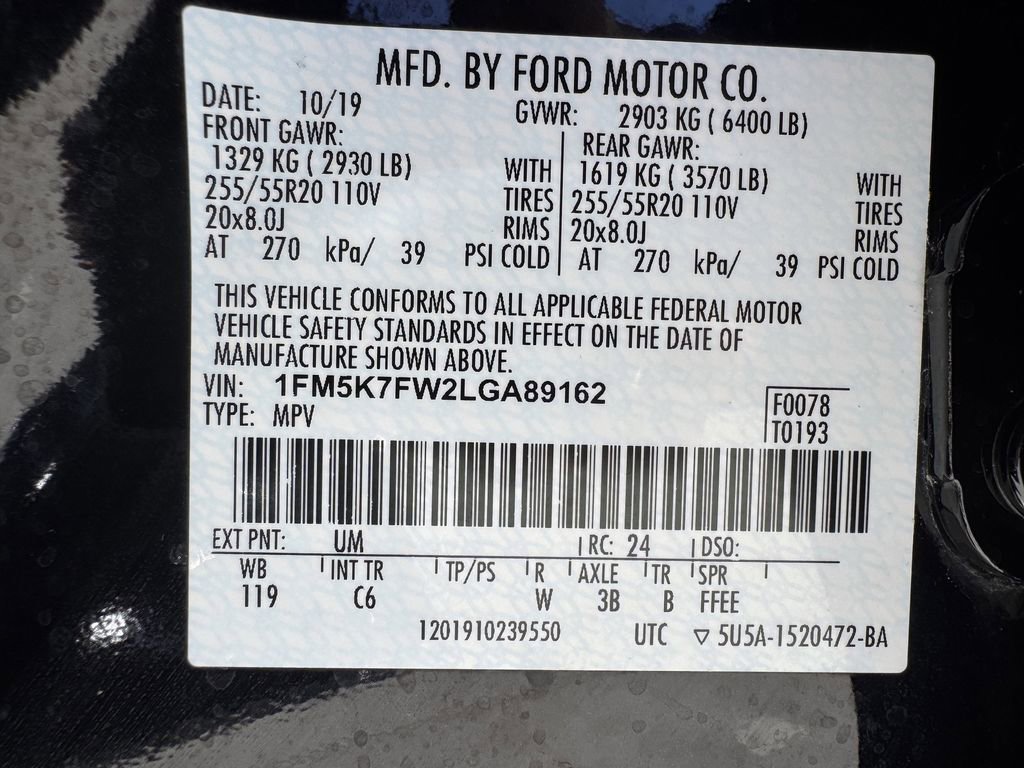 MFD. BY FORD MOTOR CO.
DATE: 10/19 GVWR: 2903 KG ( 6400 LB)
FRONT GAWR: REAR GAWR:
1329 KG ( 2930 LB) WITH 1619 KG ( 3570 LB) WITH
255/55R20 110V TIRES 255/55R20 110V TIRES
20x8.0J RIMS 20x8.0J RIMS
AT 270 kPa/ 39 PSI COLD AT 270 kPa/ 39 PSI COLD
THIS VEHICLE CONFORMS TO ALL APPLICABLE FEDERAL MOTOR
VEHICLE SAFETY STANDARDS IN EFFECT ON THE DATE OF
MANUFACTURE SHOWN ABOVE.
VIN: 1FM5K7FW2LGA89162
TYPE: MPV
F0078
T0193
EXT PNT: UM RC: 24 DSO:
WB INT TR TP/PS R AXLE TR SPR
119 C6 W 3B B FFEE
1201910239550 UTC ▽ 5U5A-1520472-BA